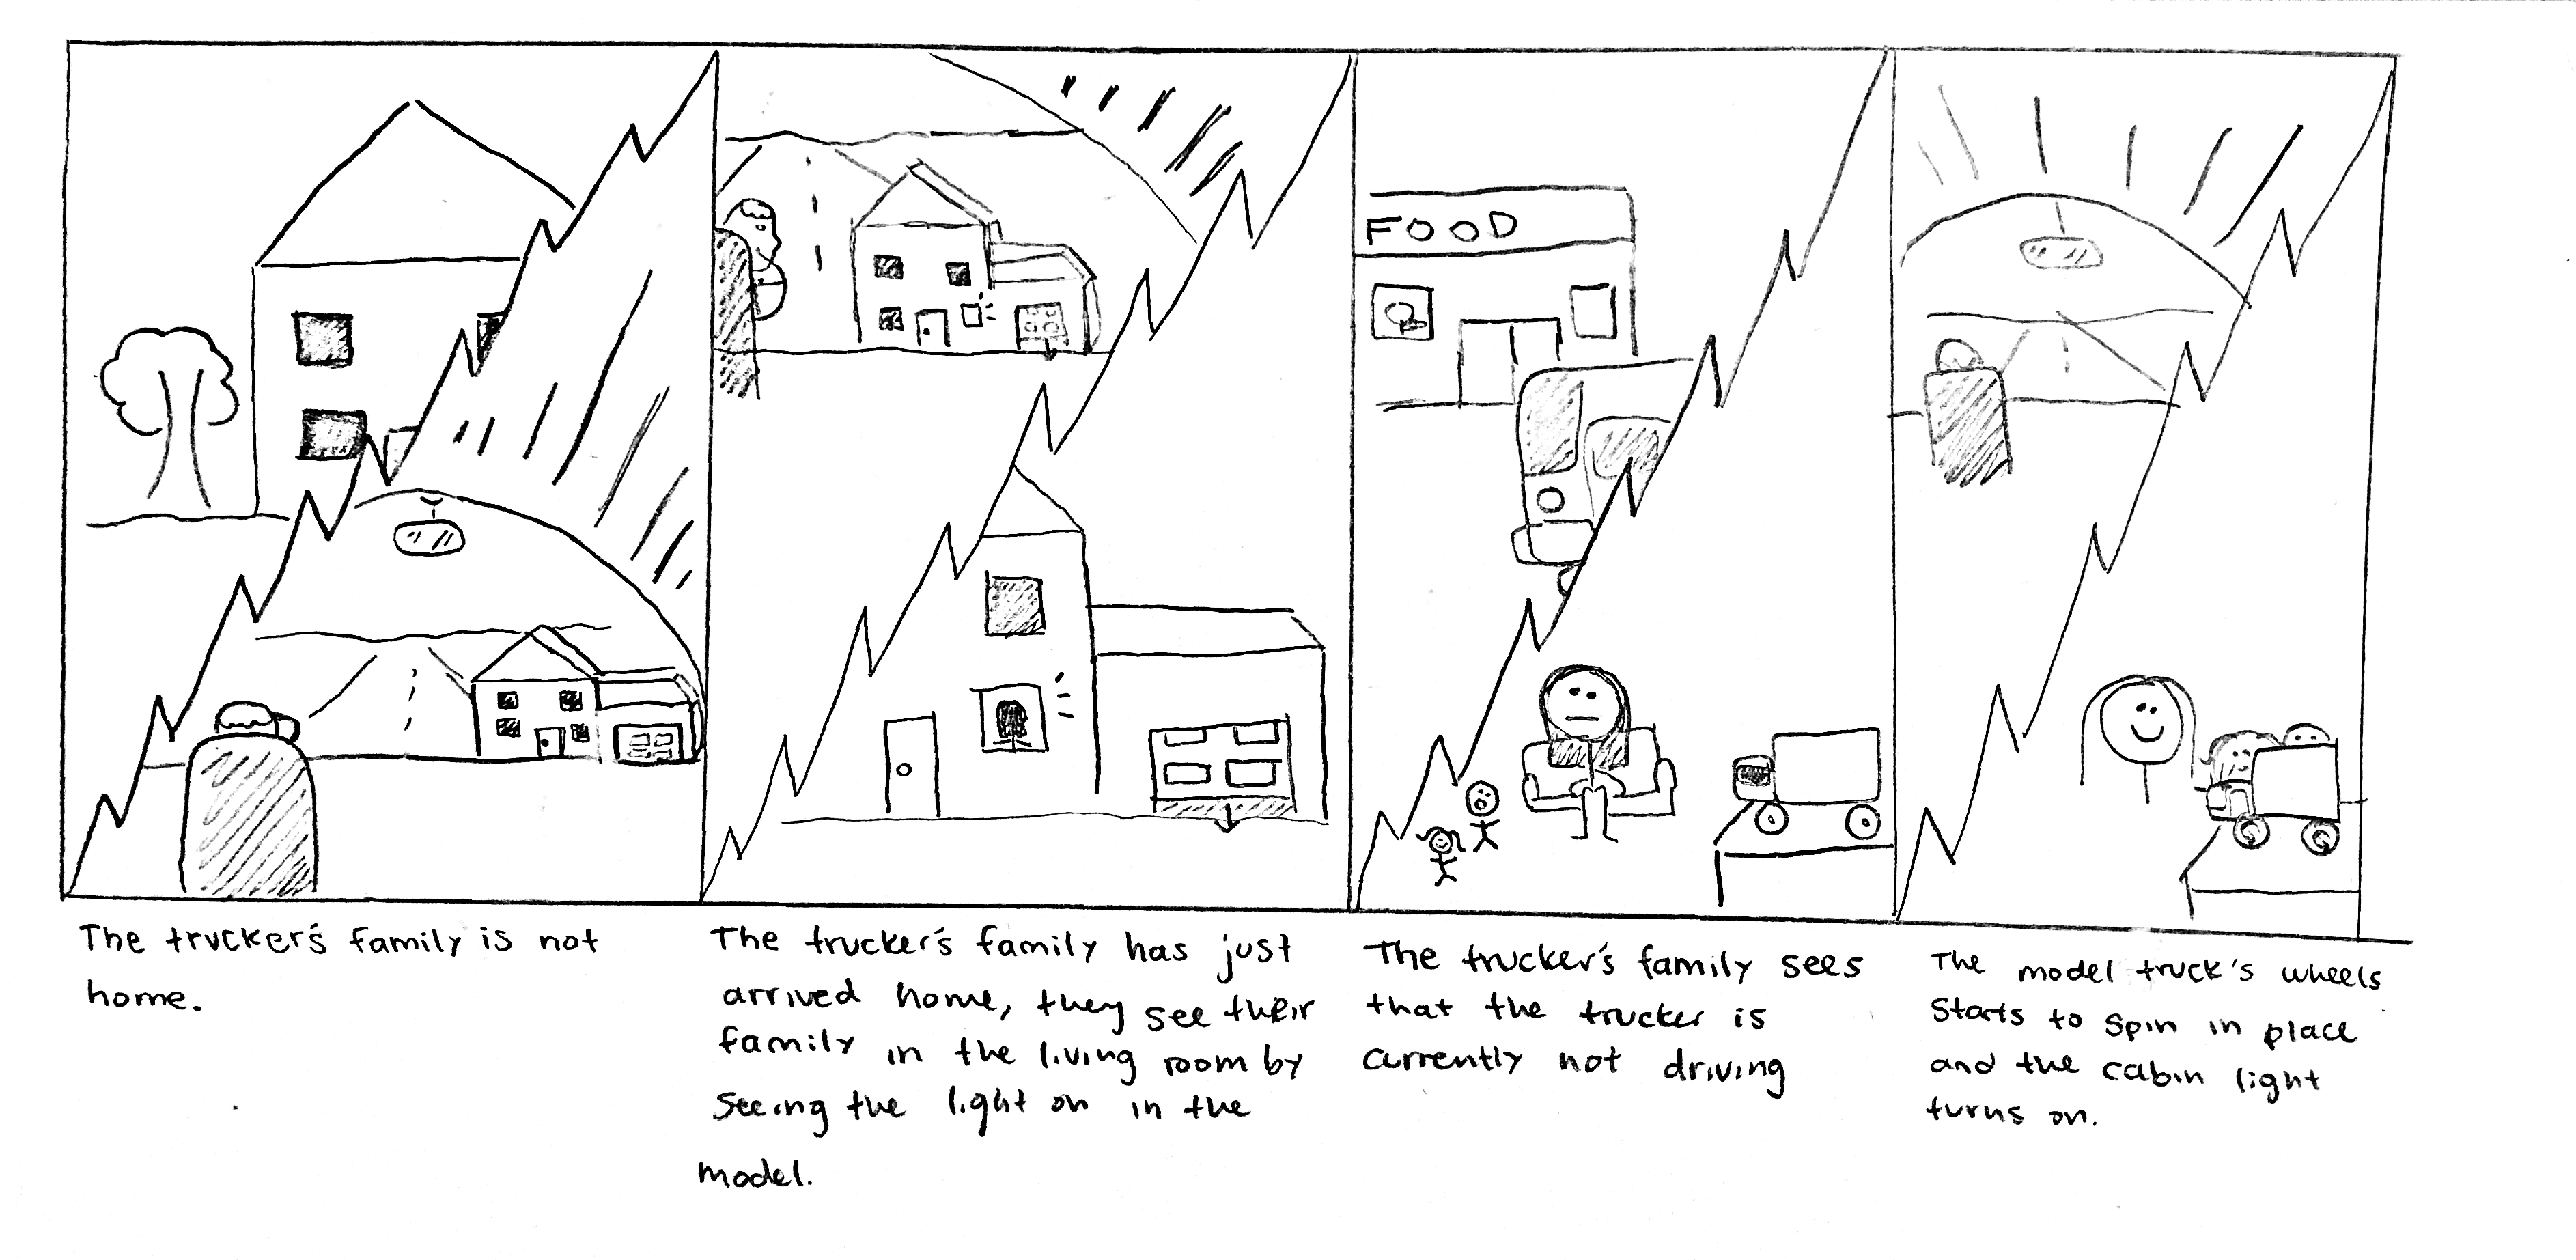 FOOD
The trucker's family is not
home.
The trucker's family has just
arrived home, they see their
family in the living room by
seeing the light on in the
model.
The trucker's family sees
that the trucker is
currently not driving
The model truck's wheels
Starts to spin in place
and the cabin light
turns on.